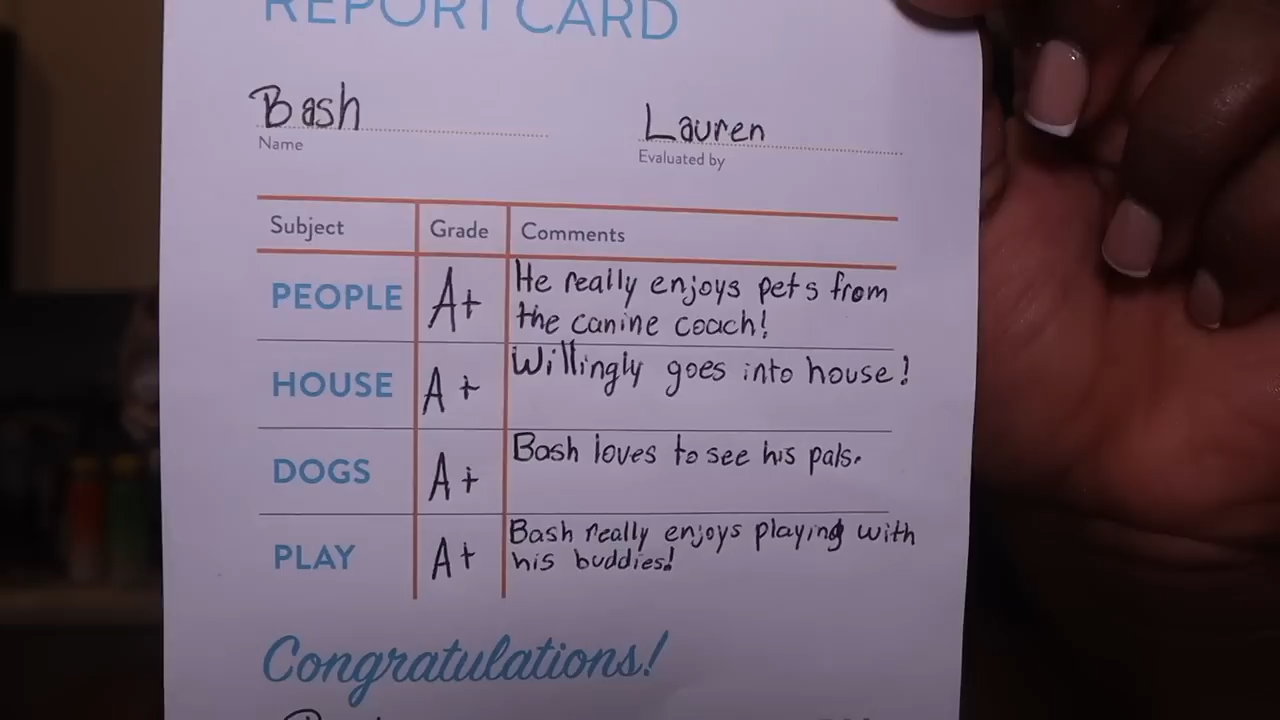 REPORT CARD
Bash
Lauren
Name
Evaluated by
Subject Grade Comments
PEOPLE A+ He really enjoys pets from
the canine coach!
HOUSE A+ Willingly goes into house!
DOGS A+ Bash loves to see his pals.
PLAY A+ Bash really enjoys playing with
his buddies!
Congratulations!